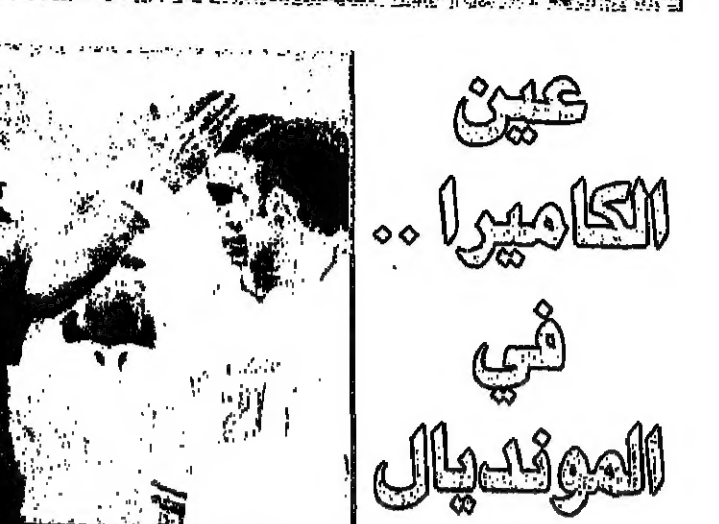 عين
الكاميرا ..
في
المونديال